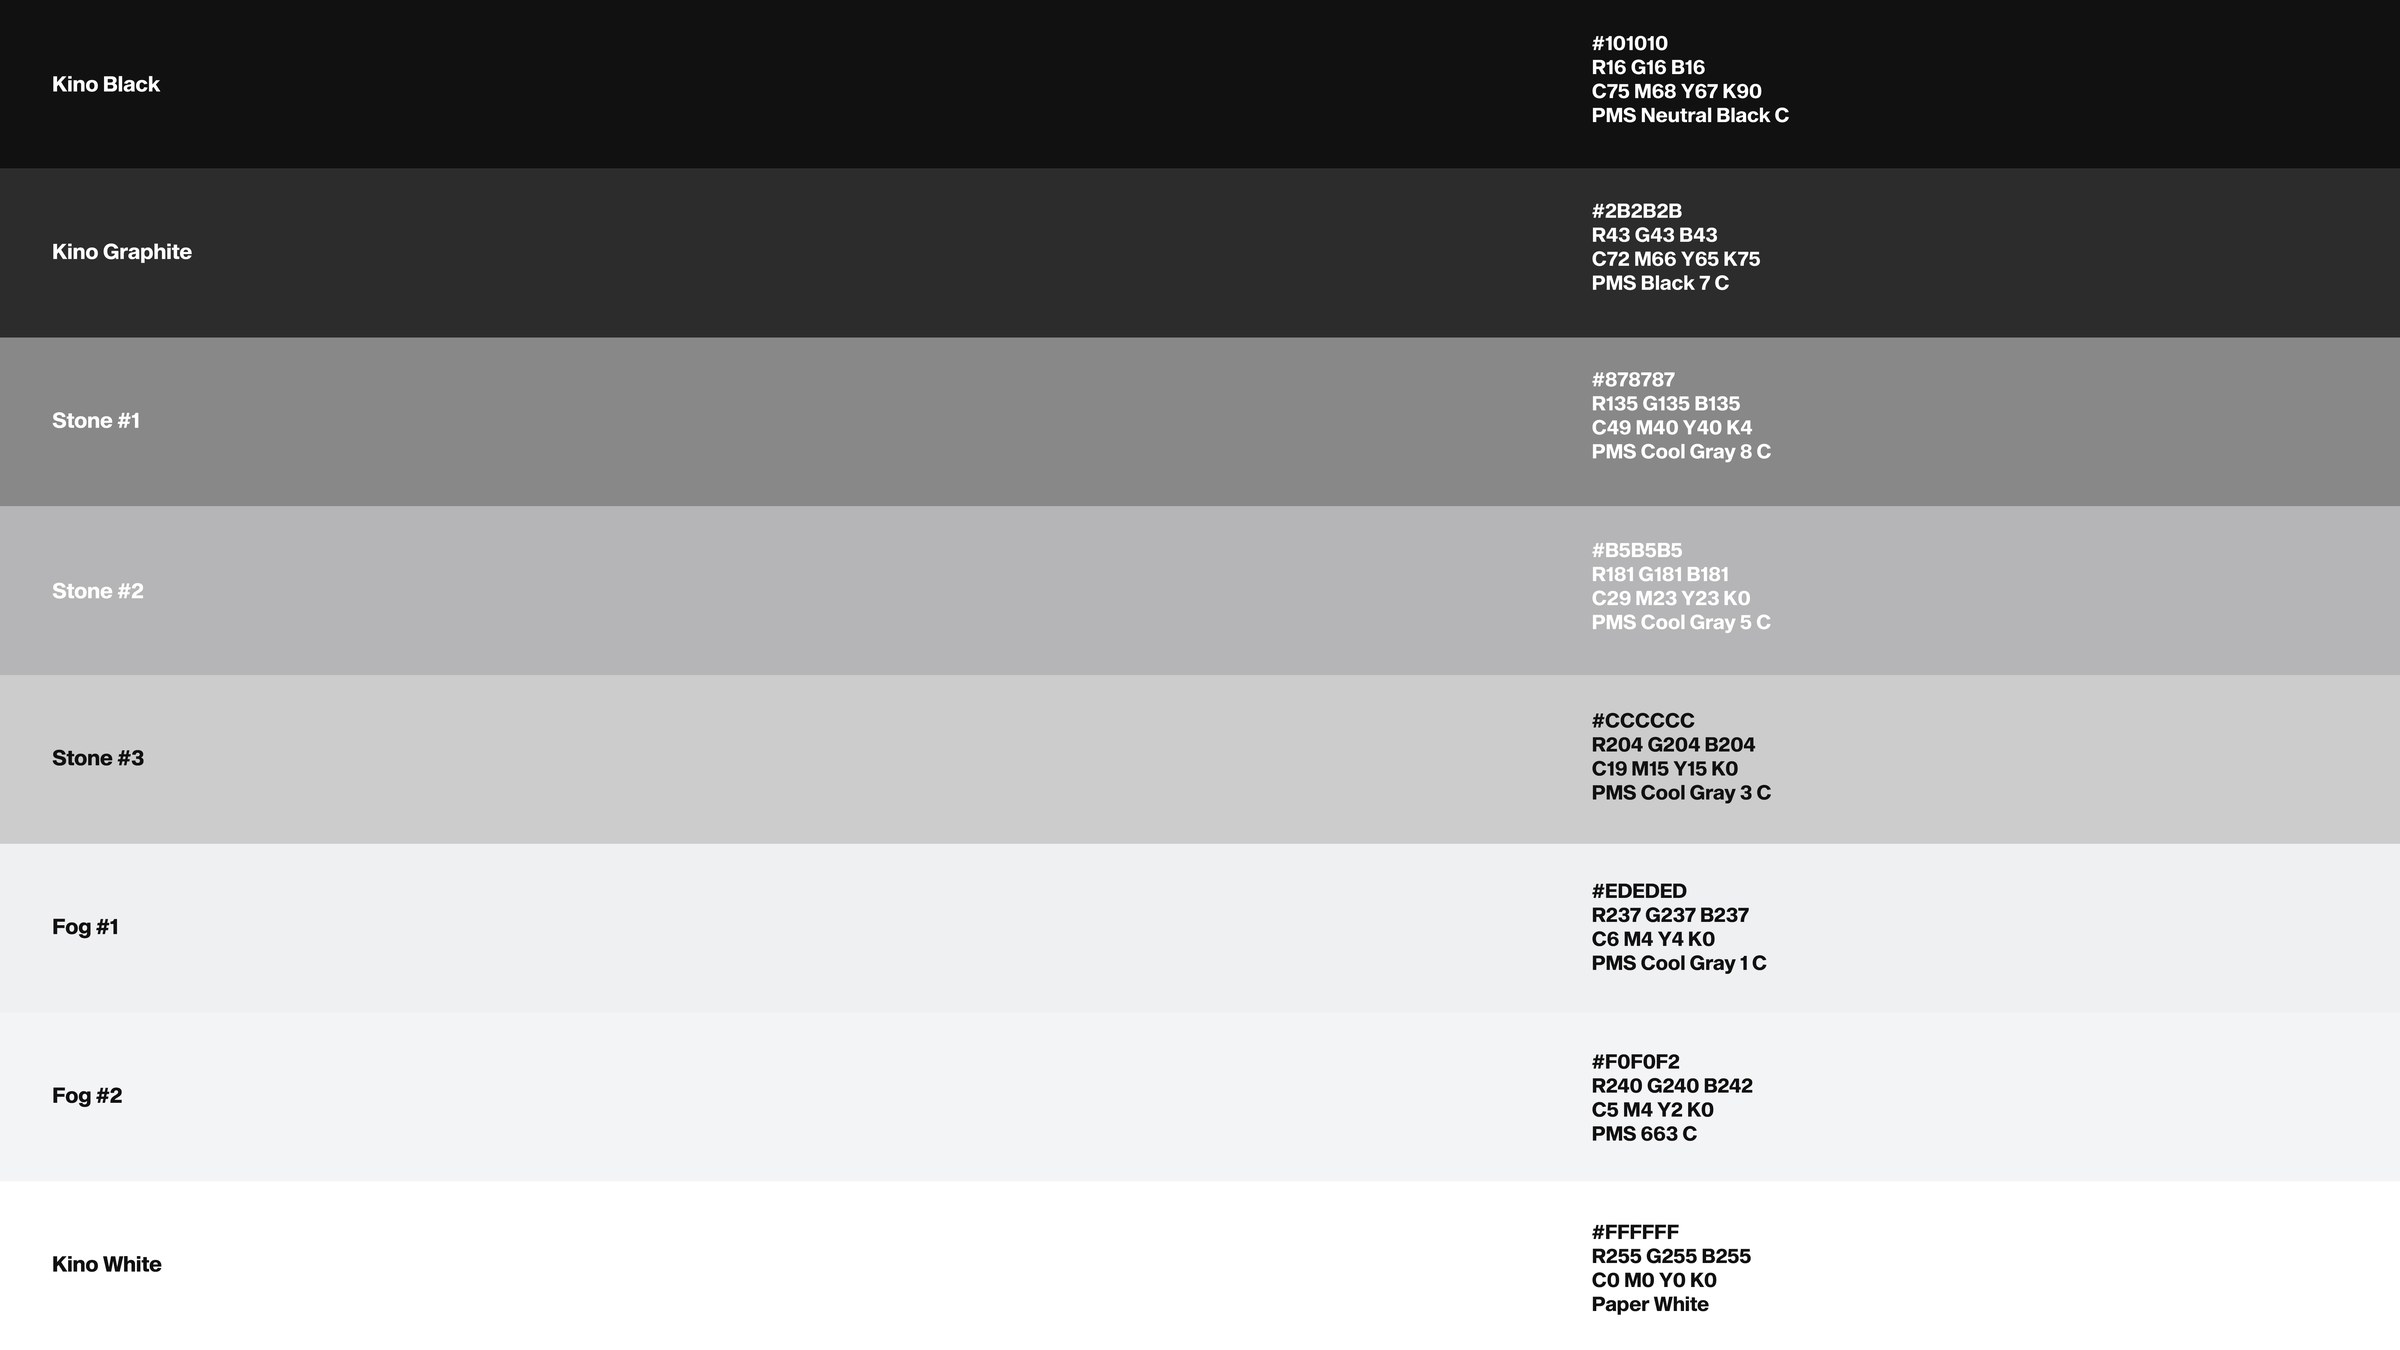 Kino Black
#101010
R16 G16 B16
C75 M68 Y67 K90
PMS Neutral Black C
Kino Graphite
#2B2B2B
R43 G43 B43
C72 M66 Y65 K75
PMS Black 7 C
Stone #1
#878787
R135 G135 B135
C49 M40 Y40 K4
PMS Cool Gray 8 C
Stone #2
#B5B5B5
R181 G181 B181
C29 M23 Y23 K0
PMS Cool Gray 5 C
Stone #3
#CCCCCC
R204 G204 B204
C19 M15 Y15 K0
PMS Cool Gray 3 C
Fog #1
#EDEDED
R237 G237 B237
C6 M4 Y4 K0
PMS Cool Gray 1 C
Fog #2
#F0F0F2
R240 G240 B242
C5 M4 Y2 K0
PMS 663 C
Kino White
#FFFFFF
R255 G255 B255
C0 M0 Y0 K0
Paper White